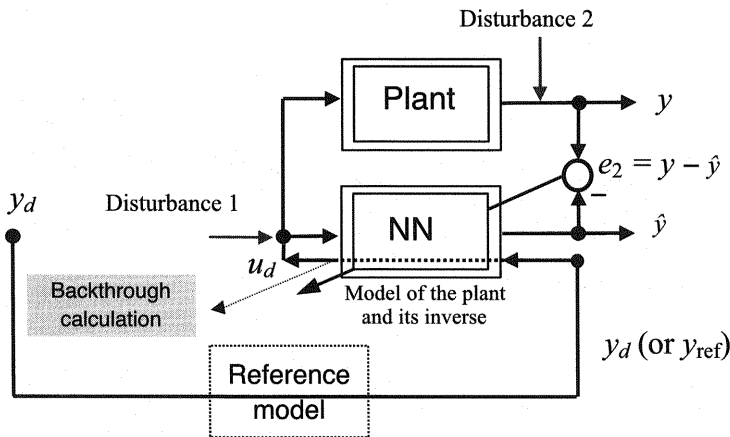 Disturbance 2
Plant
y
e₂ = y − ŷ
−
y_d
Disturbance 1
NN
ŷ
u_d
Backthrough
calculation
Model of the plant
and its inverse
y_d (or y_ref)
Reference
model